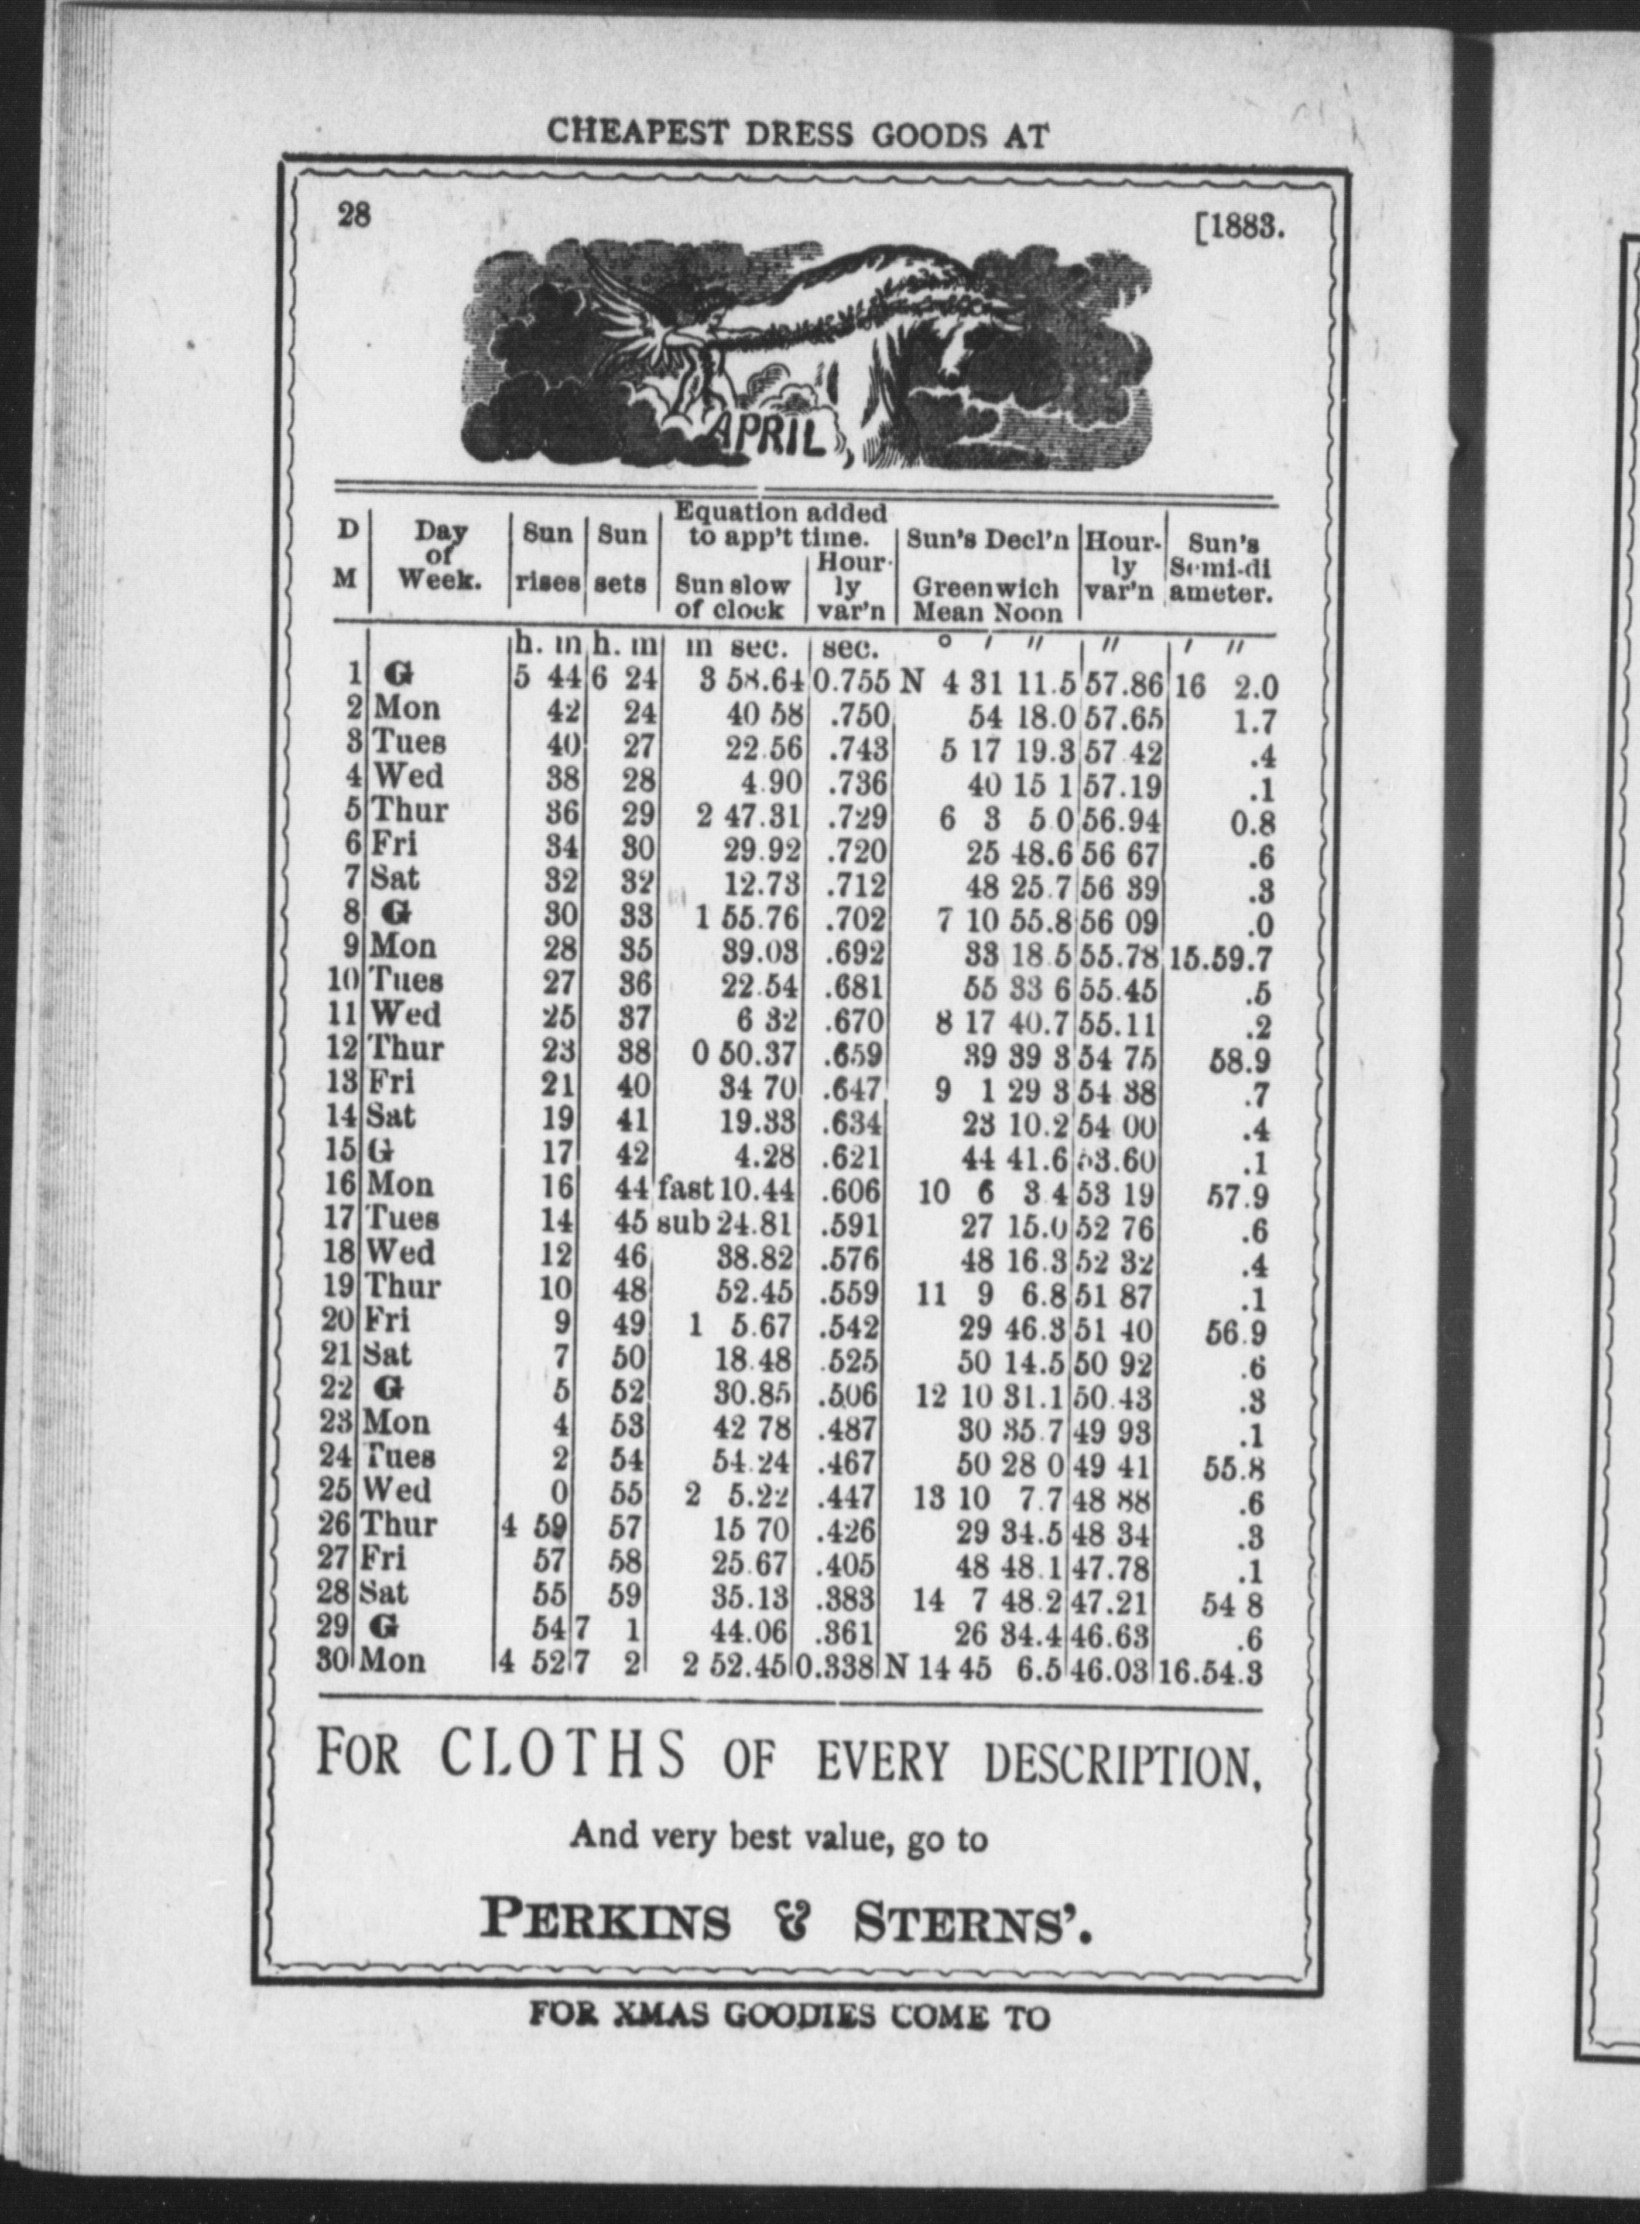 CHEAPEST DRESS GOODS AT
28 [1883.
APRIL,
D M Day of Week. Sun rises Sun sets Equation added to app't time. Sun slow of clock Hourly var'n Sun's Decl'n Greenwich Mean Noon Hour-ly var'n Sun's Semi-diameter.
h. m h. m m sec. sec. ° ′ ″ ″ ′ ″
1 G 5 44 6 24 3 58.64 0.755 N 4 31 11.5 57.86 16 2.0
2 Mon 42 24 40 58 .750 54 18.0 57.65 1.7
3 Tues 40 27 22.56 .743 5 17 19.3 57 42 .4
4 Wed 38 28 4.90 .736 40 15 1 57.19 .1
5 Thur 36 29 2 47.31 .729 6 3 5 0 56.94 0.8
6 Fri 34 30 29.92 .720 25 48.6 56 67 .6
7 Sat 32 32 12.73 .712 48 25.7 56 39 .3
8 G 30 33 1 55.76 .702 7 10 55.8 56 09 .0
9 Mon 28 35 39.03 .692 33 18.5 55.78 15.59.7
10 Tues 27 36 22.54 .681 55 33 6 55.45 .5
11 Wed 25 37 6 32 .670 8 17 40.7 55.11 .2
12 Thur 23 38 0 50.37 .659 39 39 3 54 75 58.9
13 Fri 21 40 34 70 .647 9 1 29 3 54 38 .7
14 Sat 19 41 19.33 .634 23 10.2 54 00 .4
15 G 17 42 4.28 .621 44 41.6 53.60 .1
16 Mon 16 44 fast 10.44 .606 10 6 3 4 53 19 57.9
17 Tues 14 45 sub 24.81 .591 27 15.0 52 76 .6
18 Wed 12 46 38.82 .576 48 16.3 52 32 .4
19 Thur 10 48 52.45 .559 11 9 6.8 51 87 .1
20 Fri 9 49 1 5.67 .542 29 46.3 51 40 56.9
21 Sat 7 50 18.48 .525 50 14.5 50 92 .6
22 G 5 52 30.85 .506 12 10 31.1 50.43 .3
23 Mon 4 53 42 78 .487 30 35.7 49 93 .1
24 Tues 2 54 54.24 .467 50 28 0 49 41 55.8
25 Wed 0 55 2 5.22 .447 13 10 7.7 48 88 .6
26 Thur 4 59 57 15 70 .426 29 34.5 48 34 .3
27 Fri 57 58 25.67 .405 48 48.1 47.78 .1
28 Sat 55 59 35.13 .383 14 7 48.2 47.21 54 8
29 G 54 7 1 44.06 .361 26 34.4 46.63 .6
30 Mon 4 52 7 2 2 52.45 0.338 N 14 45 6.5 46.03 16.54.3
FOR CLOTHS OF EVERY DESCRIPTION,
And very best value, go to
PERKINS & STERNS'.
FOR XMAS GOODIES COME TO